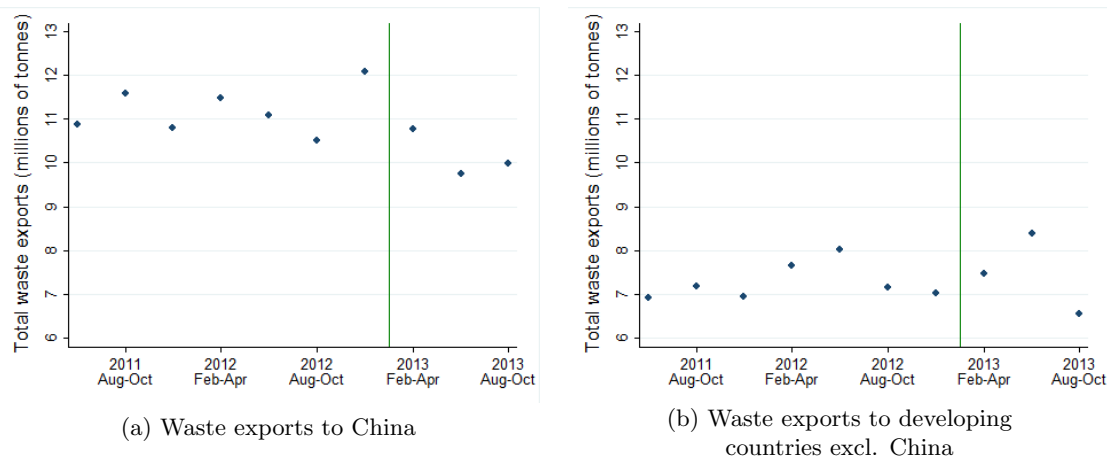 Total waste exports (millions of tonnes)
13
12
11
10
9
8
7
6
2011 2012 2012 2013 2013
Aug-Oct Feb-Apr Aug-Oct Feb-Apr Aug-Oct
(a) Waste exports to China
Total waste exports (millions of tonnes)
13
12
11
10
9
8
7
6
2011 2012 2012 2013 2013
Aug-Oct Feb-Apr Aug-Oct Feb-Apr Aug-Oct
(b) Waste exports to developing
countries excl. China